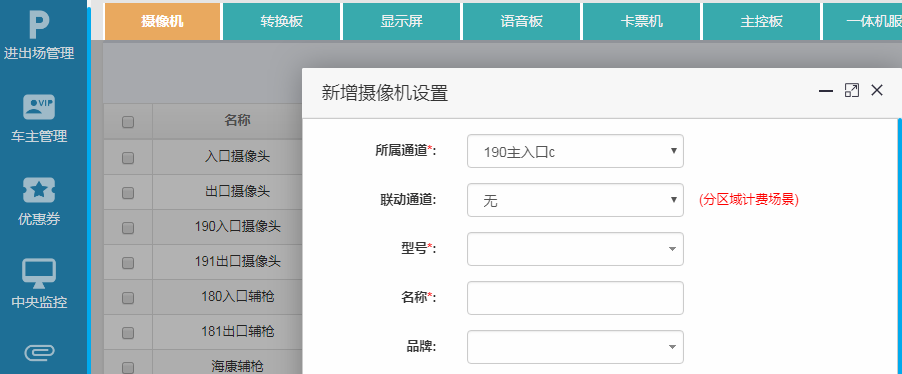 摄像机 转换板 显示屏 语音板 卡票机 主控板 一体机服
P
进出场管理
VIP
车主管理
优惠券
中央监控
名称
入口摄像头
出口摄像头
190入口摄像头
191出口摄像头
180入口辅枪
181出口辅枪
海康辅枪
新增摄像机设置
所属通道*: 190主入口c
联动通道: 无 (分区域计费场景)
型号*:
名称*:
品牌: